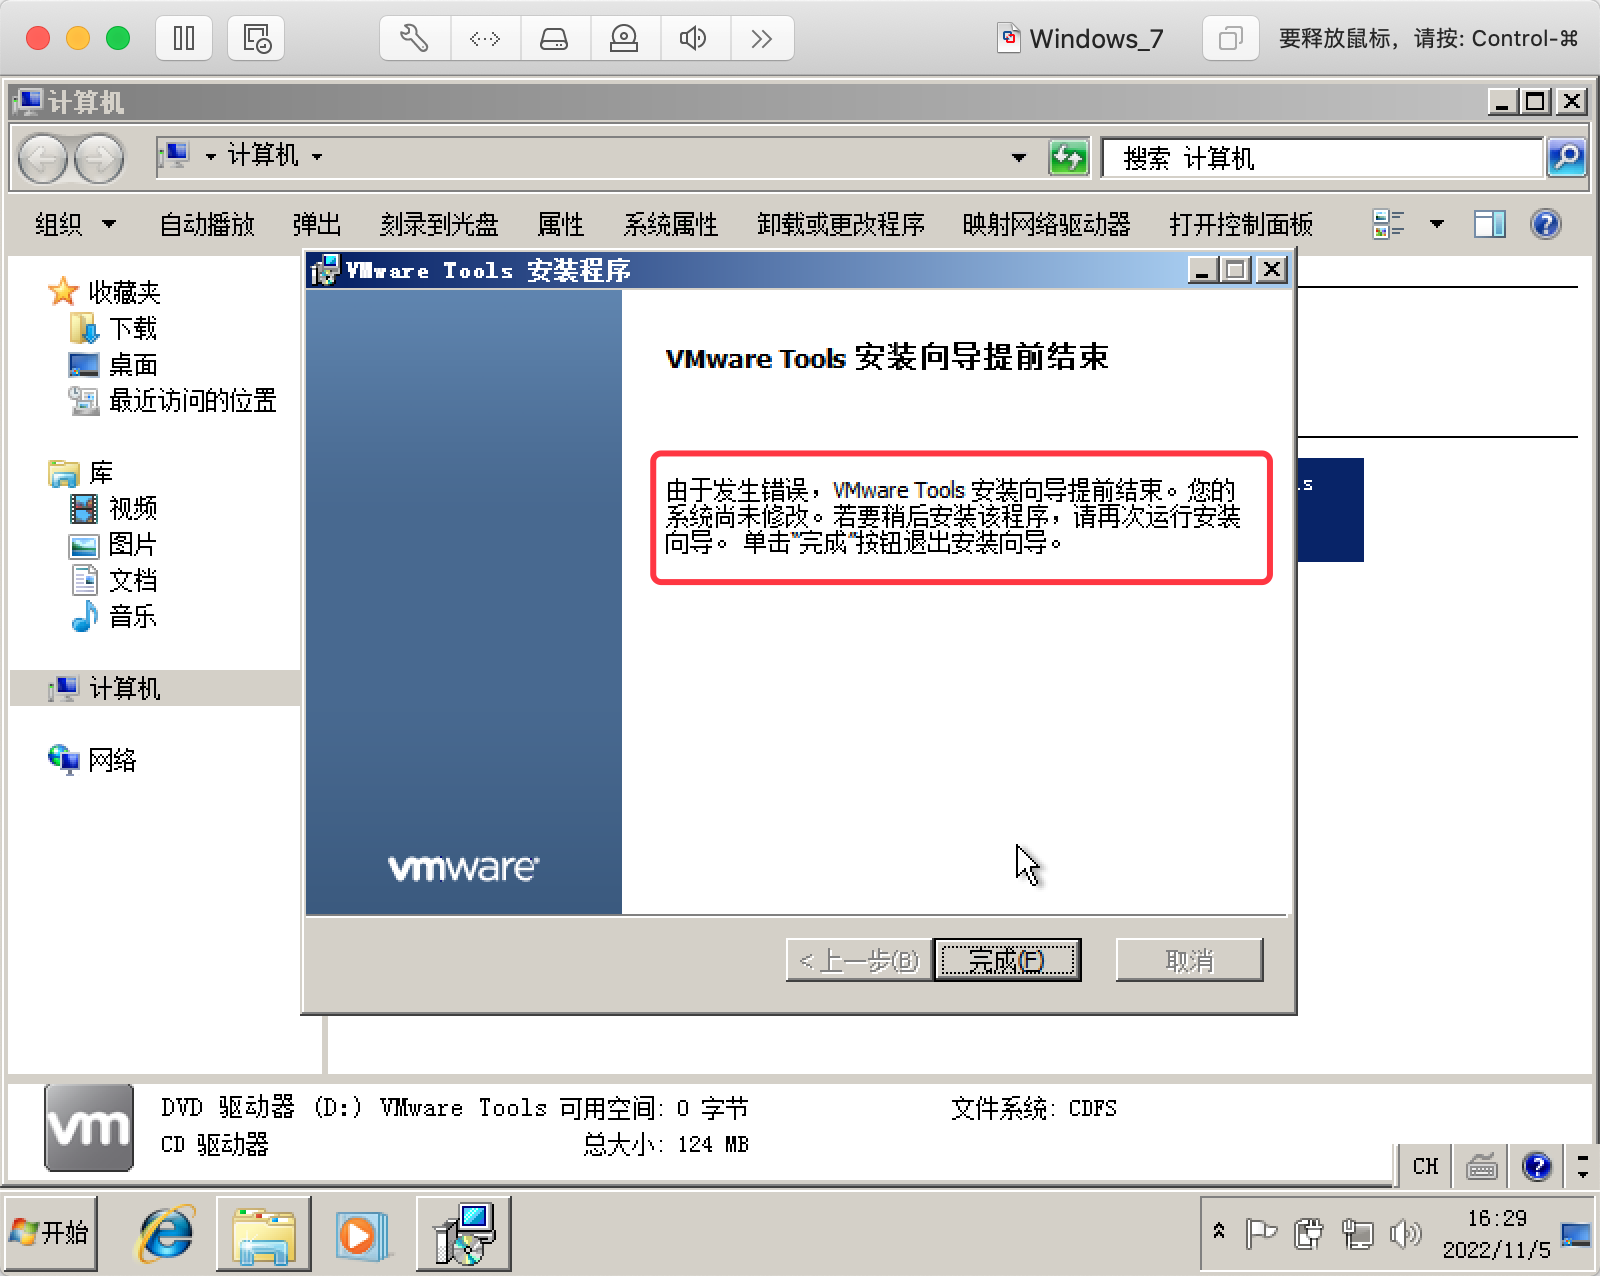 Windows_7
要释放鼠标，请按: Control-⌘
计算机
计算机
搜索 计算机
组织 自动播放 弹出 刻录到光盘 属性 系统属性 卸载或更改程序 映射网络驱动器 打开控制面板
收藏夹
下载
桌面
最近访问的位置
库
视频
图片
文档
音乐
计算机
网络
VMware Tools 安装程序
VMware Tools 安装向导提前结束
由于发生错误，VMware Tools 安装向导提前结束。您的
系统尚未修改。若要稍后安装该程序，请再次运行安装
向导。 单击"完成"按钮退出安装向导。
vmware®
< 上一步(B) 完成(F) 取消
vm
DVD 驱动器 (D:) VMware Tools 可用空间: 0 字节 文件系统: CDFS
CD 驱动器 总大小: 124 MB
CH
开始
16:29
2022/11/5